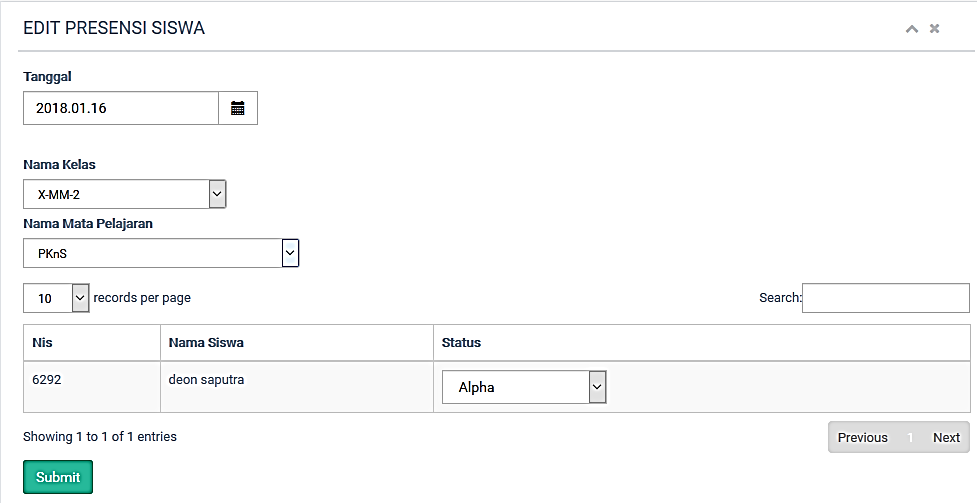 EDIT PRESENSI SISWA
Tanggal
2018.01.16
Nama Kelas
X-MM-2
Nama Mata Pelajaran
PKnS
10 records per page
Search:
Nis Nama Siswa Status
6292 deon saputra Alpha
Showing 1 to 1 of 1 entries
Previous 1 Next
Submit